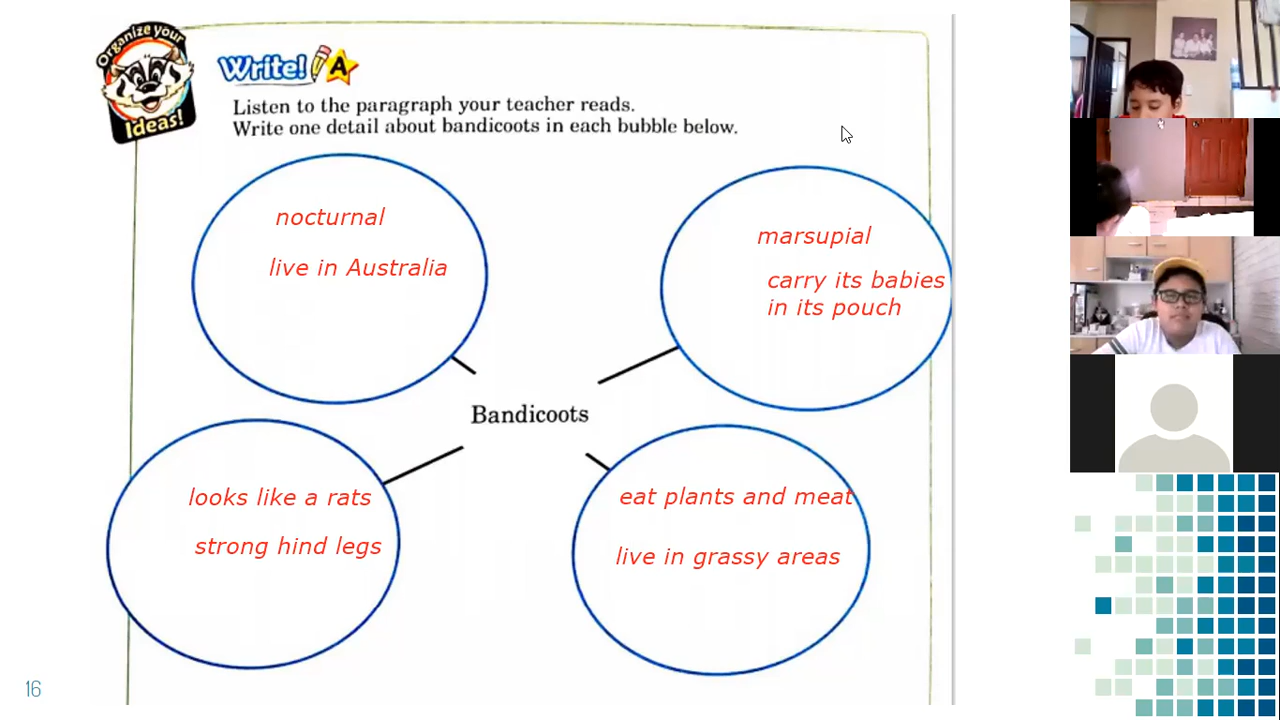 Organize your
Ideas!
Write! A
Listen to the paragraph your teacher reads.
Write one detail about bandicoots in each bubble below.
nocturnal
live in Australia
marsupial
carry its babies
in its pouch
Bandicoots
looks like a rats
strong hind legs
eat plants and meat
live in grassy areas
16